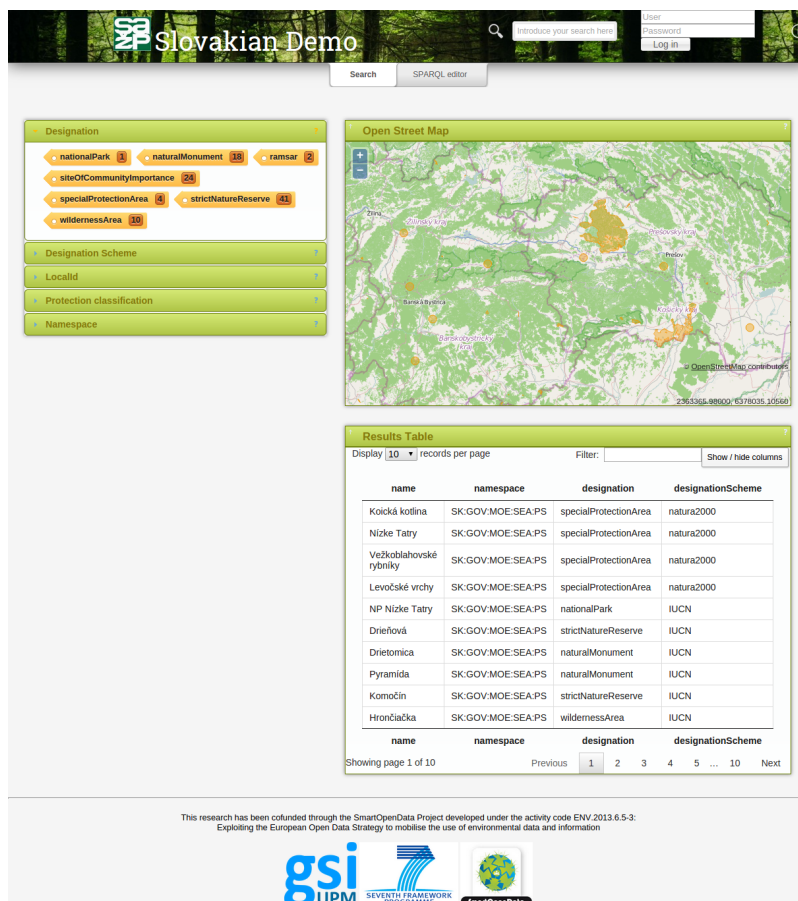 Slovakian Demo
Introduce your search here
User
Password
Log in
Search
SPARQL editor
Designation ?
nationalPark 1 naturalMonument 18 ramsar 2
siteOfCommunityImportance 24
specialProtectionArea 4 strictNatureReserve 41
wildernessArea 10
Designation Scheme ?
LocalId ?
Protection classification ?
Namespace ?
Open Street Map ?
+
−
Žilina
Žilinský kraj
Prešovský kraj
Prešov
Banská Bystrica
Košický kraj
Banskobystrický
kraj
© OpenStreetMap contributors
2363365.98000, 6378035.10560
Results Table ?
Display 10 records per page Filter: Show / hide columns
name namespace designation designationScheme
Koická kotlina SK:GOV:MOE:SEA:PS specialProtectionArea natura2000
Nízke Tatry SK:GOV:MOE:SEA:PS specialProtectionArea natura2000
Vežkoblahovské
rybníky SK:GOV:MOE:SEA:PS specialProtectionArea natura2000
Levočské vrchy SK:GOV:MOE:SEA:PS specialProtectionArea natura2000
NP Nízke Tatry SK:GOV:MOE:SEA:PS nationalPark IUCN
Drieňová SK:GOV:MOE:SEA:PS strictNatureReserve IUCN
Drietomica SK:GOV:MOE:SEA:PS naturalMonument IUCN
Pyramída SK:GOV:MOE:SEA:PS naturalMonument IUCN
Komočín SK:GOV:MOE:SEA:PS strictNatureReserve IUCN
Hrončiačka SK:GOV:MOE:SEA:PS wildernessArea IUCN
name namespace designation designationScheme
Showing page 1 of 10 Previous 1 2 3 4 5 … 10 Next
This research has been cofunded through the SmartOpenData Project developed under the activity code ENV.2013.6.5-3:
Exploiting the European Open Data Strategy to mobilise the use of environmental data and information
gsi
UPM
SEVENTH FRAMEWORK
PROGRAMME
SmartOpenData